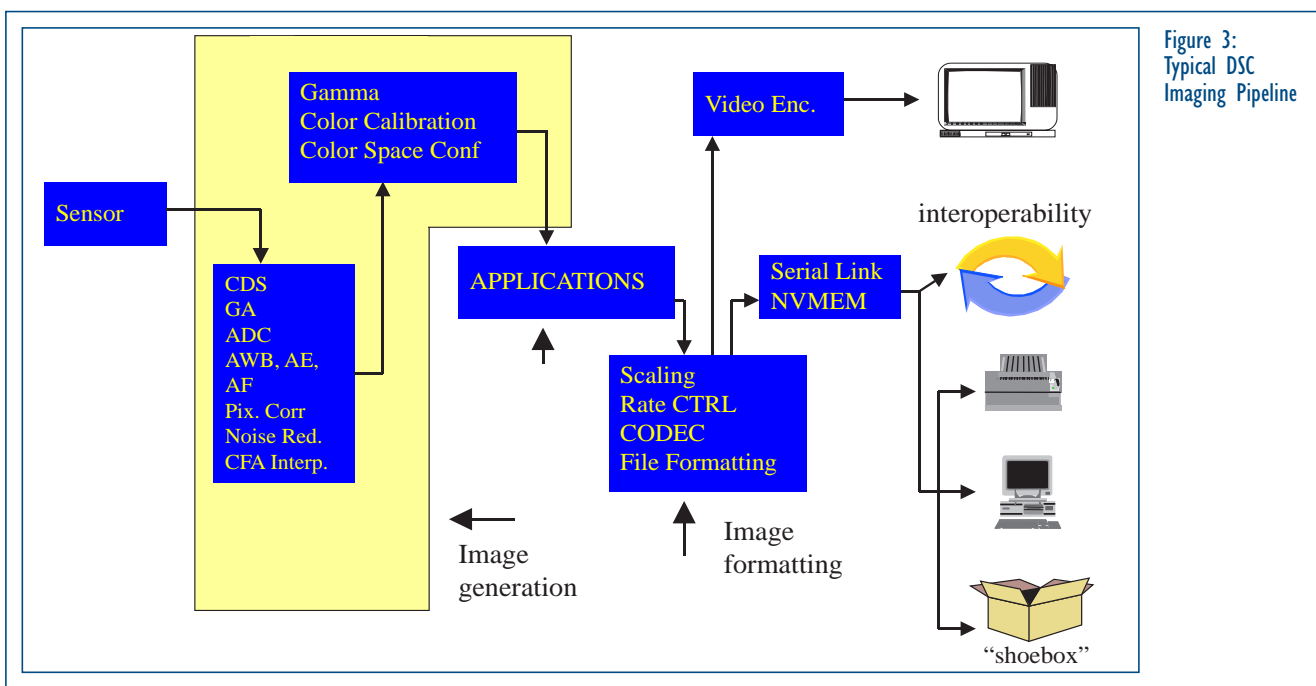 Figure 3:
Typical DSC
Imaging Pipeline
Sensor
CDS
GA
ADC
AWB, AE,
AF
Pix. Corr
Noise Red.
CFA Interp.
Gamma
Color Calibration
Color Space Conf
APPLICATIONS
Image
generation
Scaling
Rate CTRL
CODEC
File Formatting
Image
formatting
Video Enc.
Serial Link
NVMEM
interoperability
“shoebox”